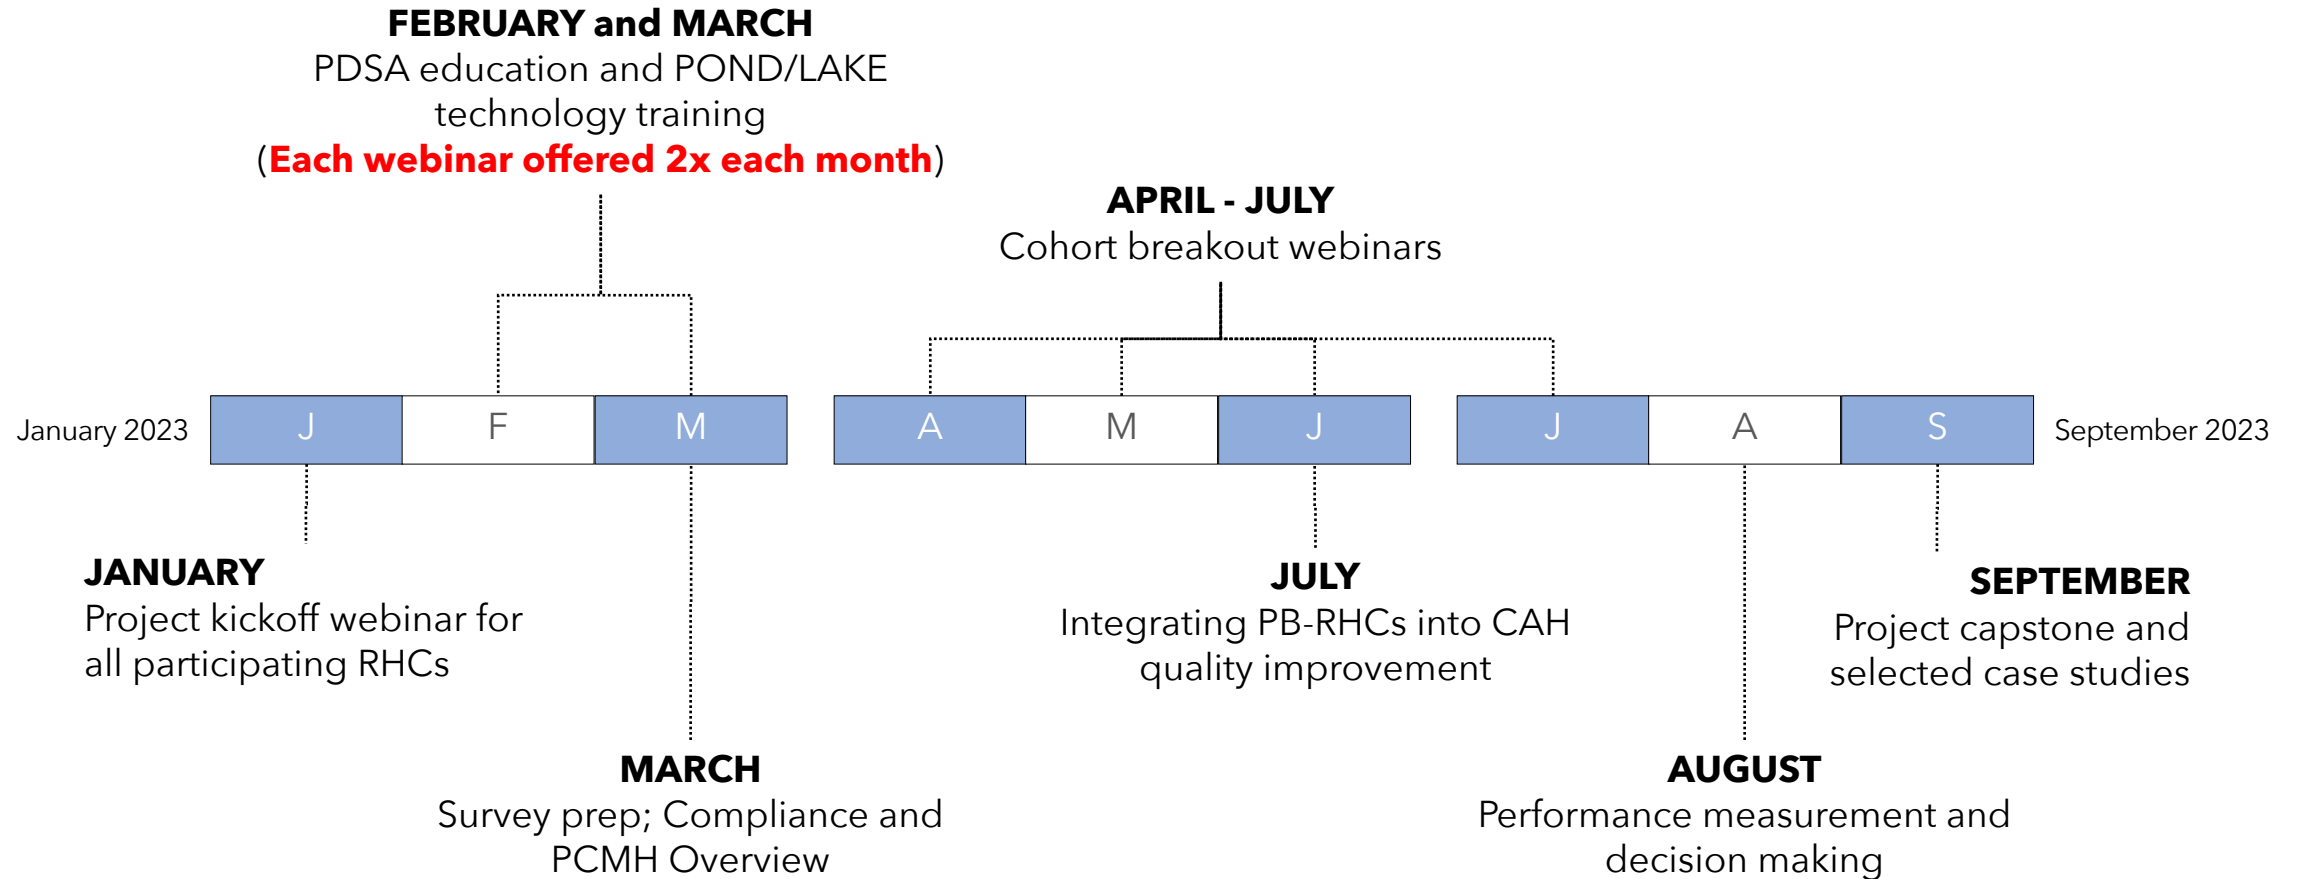 FEBRUARY and MARCH
PDSA education and POND/LAKE
technology training
(Each webinar offered 2x each month)
APRIL - JULY
Cohort breakout webinars
January 2023
J
F
M
A
M
J
J
A
S
September 2023
JANUARY
Project kickoff webinar for
all participating RHCs
JULY
Integrating PB-RHCs into CAH
quality improvement
SEPTEMBER
Project capstone and
selected case studies
MARCH
Survey prep; Compliance and
PCMH Overview
AUGUST
Performance measurement and
decision making